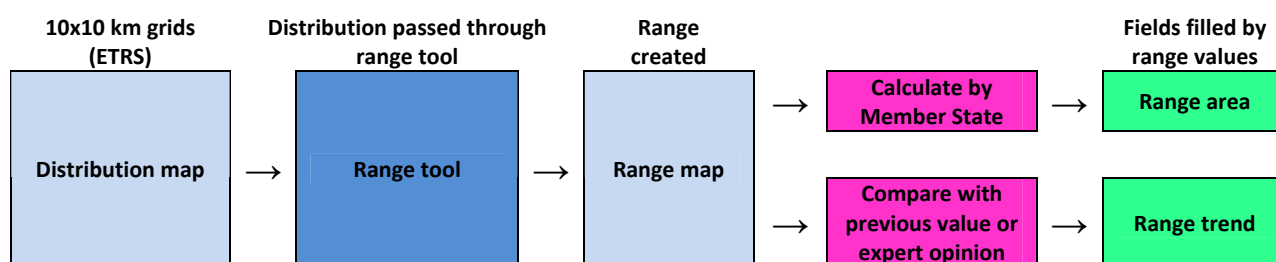 10x10 km grids
(ETRS)
Distribution passed through
range tool
Range
created
Fields filled by
range values
Distribution map
→
Range tool
→
Range map
→
Calculate by
Member State
→
Range area
→
Compare with
previous value or
expert opinion
→
Range trend